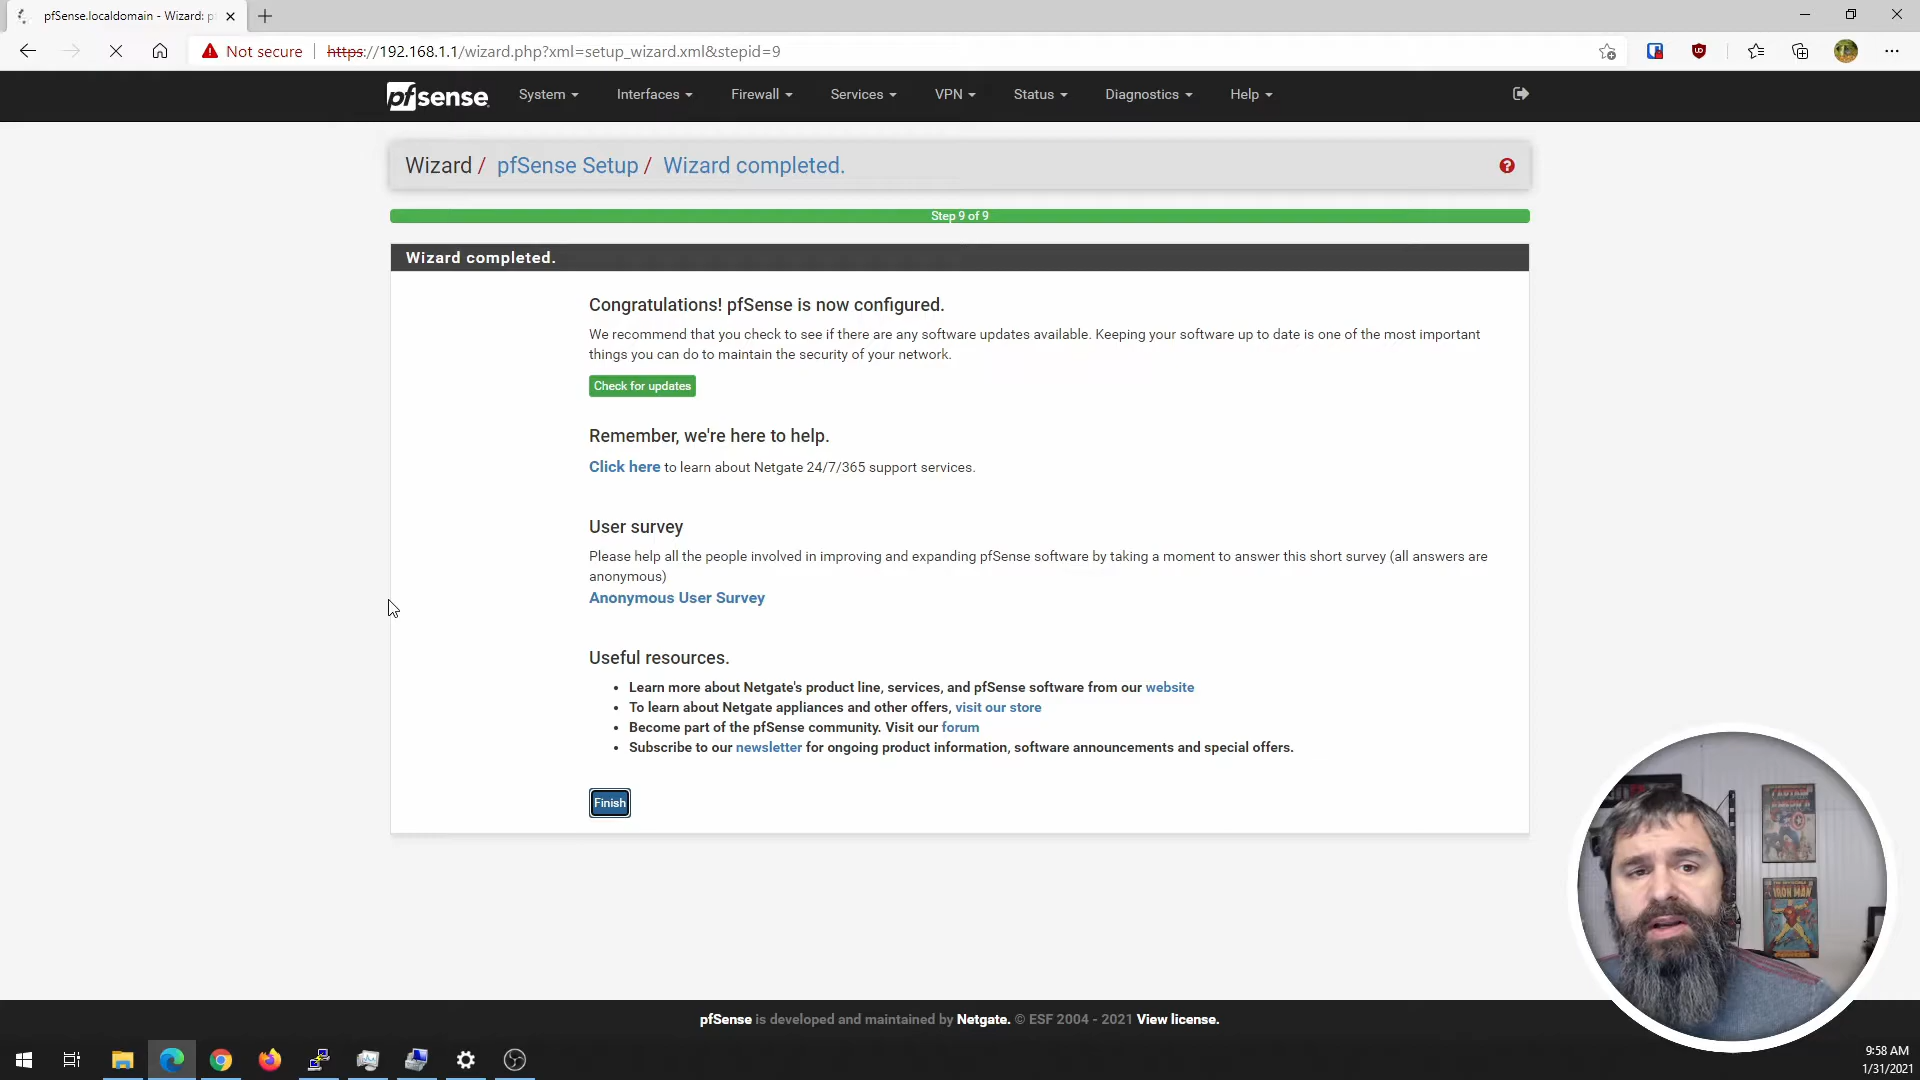 pfSense.localdomain - Wizard: p
Not secure
https://192.168.1.1/wizard.php?xml=setup_wizard.xml&stepid=9
pfsense
System
Interfaces
Firewall
Services
VPN
Status
Diagnostics
Help
Wizard / pfSense Setup / Wizard completed.
Step 9 of 9
Wizard completed.
Congratulations! pfSense is now configured.
We recommend that you check to see if there are any software updates available. Keeping your software up to date is one of the most important
things you can do to maintain the security of your network.
Check for updates
Remember, we're here to help.
Click here to learn about Netgate 24/7/365 support services.
User survey
Please help all the people involved in improving and expanding pfSense software by taking a moment to answer this short survey (all answers are
anonymous)
Anonymous User Survey
Useful resources.
• Learn more about Netgate's product line, services, and pfSense software from our website
• To learn about Netgate appliances and other offers, visit our store
• Become part of the pfSense community. Visit our forum
• Subscribe to our newsletter for ongoing product information, software announcements and special offers.
Finish
CAPTAIN
AMERICA
IRON MAN
pfSense is developed and maintained by Netgate. © ESF 2004 - 2021 View license.
9:58 AM
1/31/2021